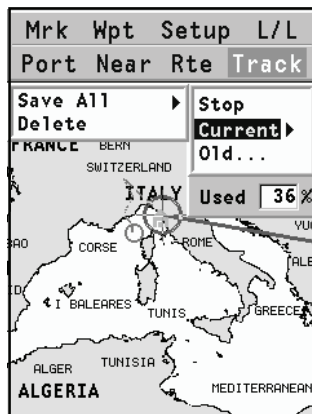 Mrk Wpt Setup L/L
Port Near Rte Track
Save All
Delete
Stop
Current
Old...
Used 36 %
FRANCE
BERN
SWITZERLAND
ITALY
CORSE
ROME
I BALEARES
TUNIS
GREECE
ALGER
TUNISIA
ALGERIA
MEDITERRANEAN